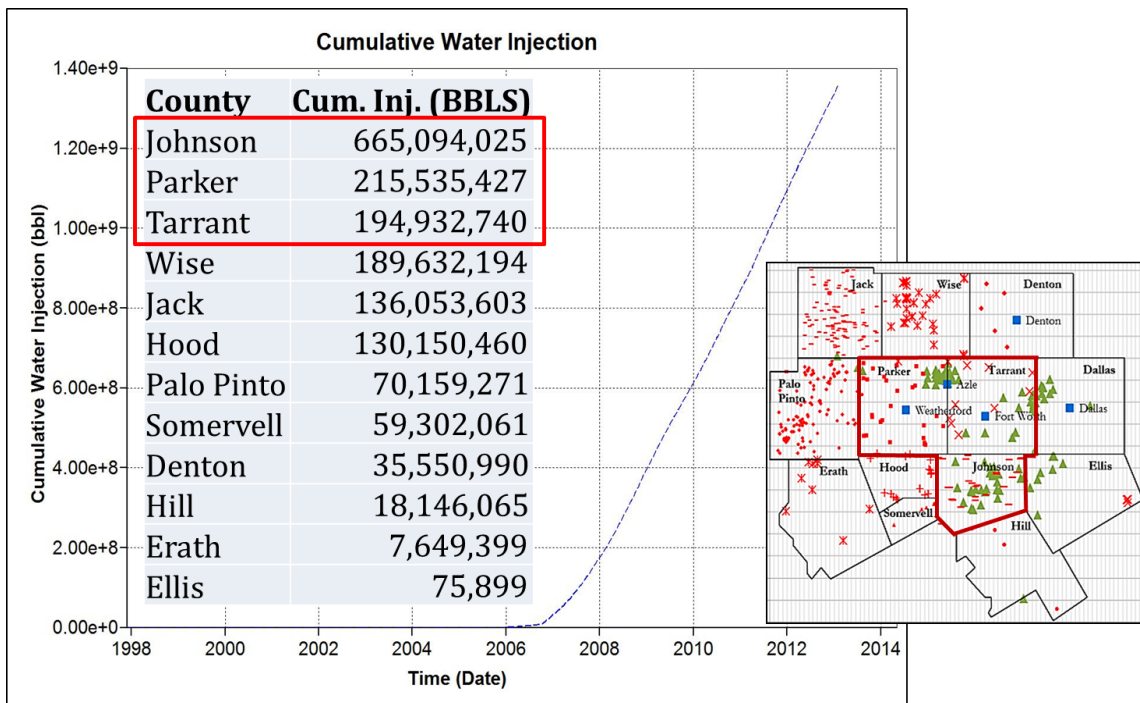 Cumulative Water Injection
Cumulative Water Injection (bbl)
1.40e+9
1.20e+9
1.00e+9
8.00e+8
6.00e+8
4.00e+8
2.00e+8
0.00e+0
County Cum. Inj. (BBLS)
Johnson 665,094,025
Parker 215,535,427
Tarrant 194,932,740
Wise 189,632,194
Jack 136,053,603
Hood 130,150,460
Palo Pinto 70,159,271
Somervell 59,302,061
Denton 35,550,990
Hill 18,146,065
Erath 7,649,399
Ellis 75,899
1998 2000 2002 2004 2006 2008 2010 2012 2014
Time (Date)
Jack Wise Denton
Denton
Parker Tarrant Dallas
Palo
Pinto
Azle
Weatherford Fort Worth Dallas
Erath Hood Johnson Ellis
Somervell
Hill